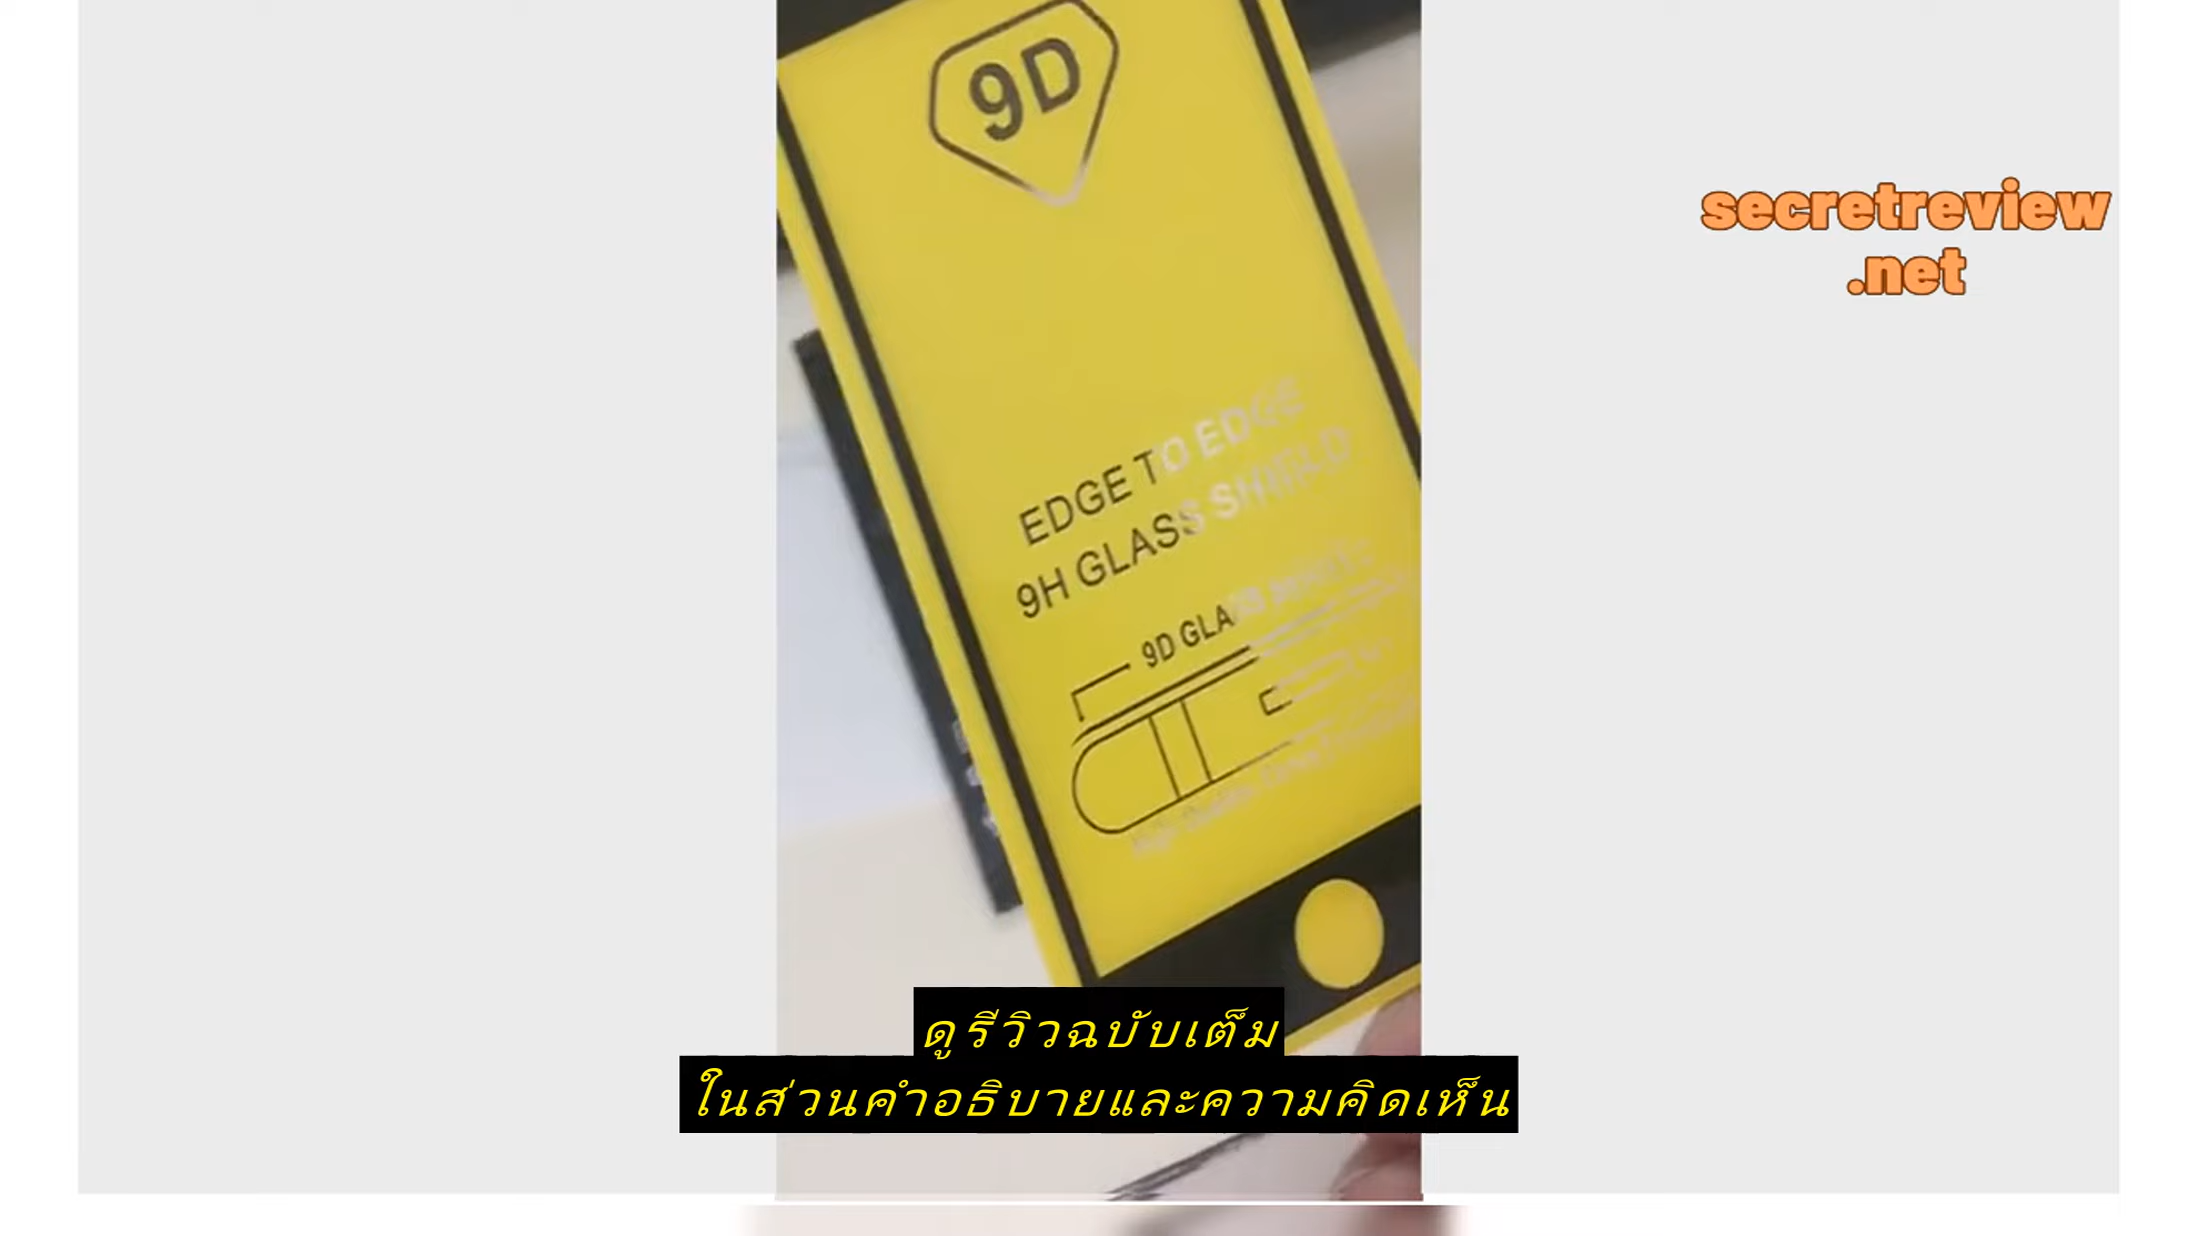 9D
secretreview
.net
EDGE TO EDGE
9H GLASS SHIELD
9D GLASS
ดูรีวิวฉบับเต็ม
ในส่วนคำอธิบายและความคิดเห็น